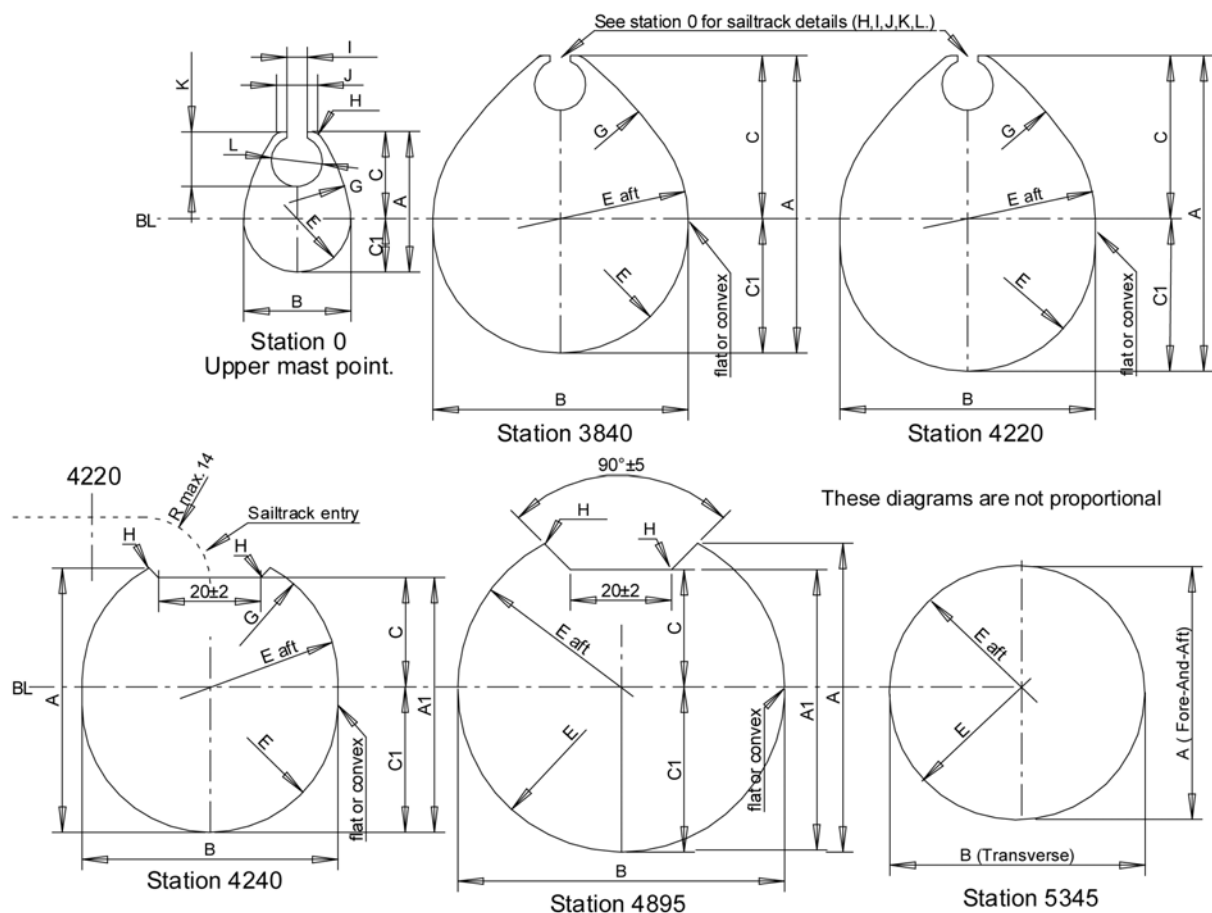 See station 0 for sailtrack details (H,I,J,K,L.)
I
J
K
H
L
C
A
G
E
C1
BL
B
Station 0
Upper mast point.
C
G
A
E aft
E
C1
flat or convex
B
Station 3840
C
G
A
E aft
E
C1
flat or convex
B
Station 4220
4220
R max. 14
Sailtrack entry
H
H
20±2
G
C
A
E aft
A1
BL
E
C1
flat or convex
B
Station 4240
90°±5
H
H
20±2
C
E aft
A
A1
E
C1
flat or convex
B
Station 4895
These diagrams are not proportional
E aft
E
A ( Fore-And-Aft)
B (Transverse)
Station 5345